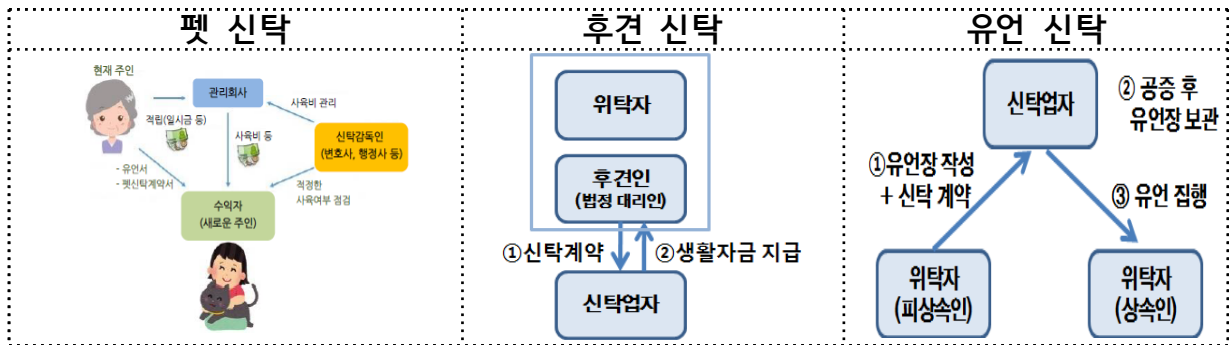 펫 신탁
현재 주인
관리회사
사육비 관리
적립(일시금 등)
사육비 등
신탁감독인
(변호사, 행정사 등)
- 유언서
- 펫신탁계약서
적정한
사육여부 점검
수익자
(새로운 주인)
후견 신탁
위탁자
후견인
(법정 대리인)
①신탁계약
②생활자금 지급
신탁업자
유언 신탁
신탁업자
② 공증 후
유언장 보관
①유언장 작성
+ 신탁 계약
③ 유언 집행
위탁자
(피상속인)
위탁자
(상속인)